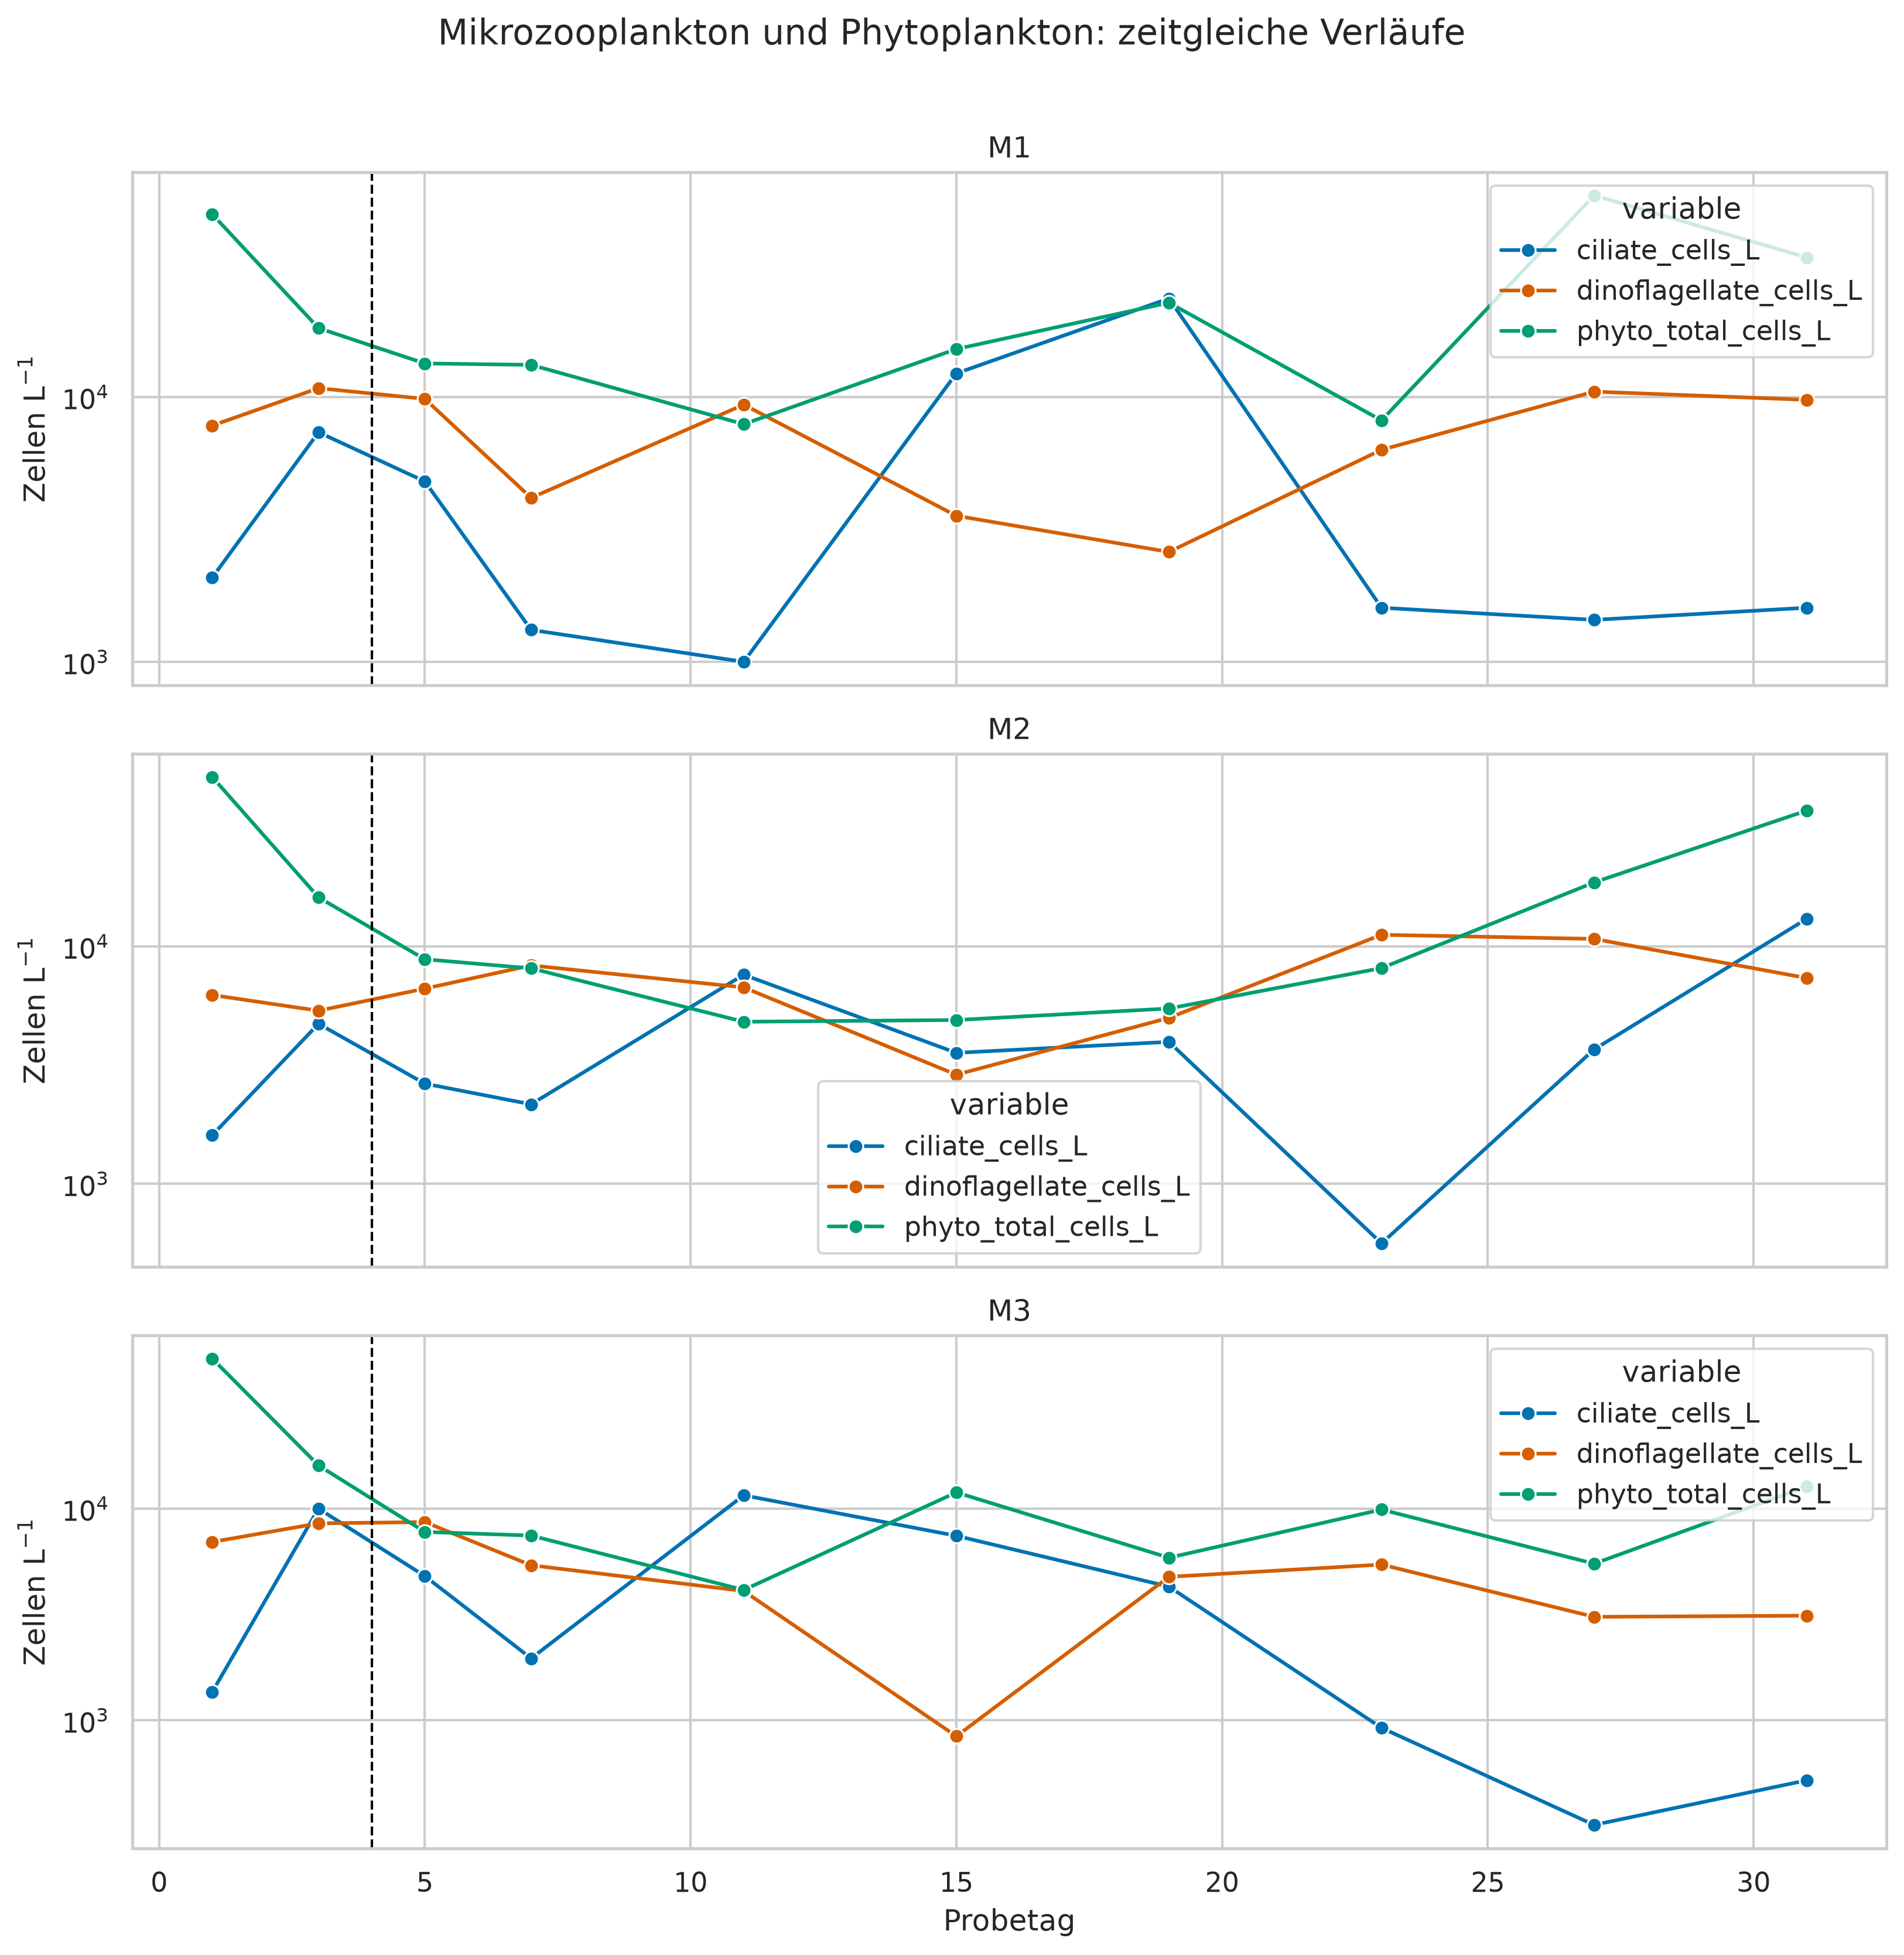 Mikrozooplankton und Phytoplankton: zeitgleiche Verläufe
M1
Zellen L⁻¹
10⁴
10³
variable
ciliate_cells_L
dinoflagellate_cells_L
phyto_total_cells_L
M2
Zellen L⁻¹
10⁴
10³
variable
ciliate_cells_L
dinoflagellate_cells_L
phyto_total_cells_L
M3
Zellen L⁻¹
10⁴
10³
variable
ciliate_cells_L
dinoflagellate_cells_L
phyto_total_cells_L
0 5 10 15 20 25 30
Probetag